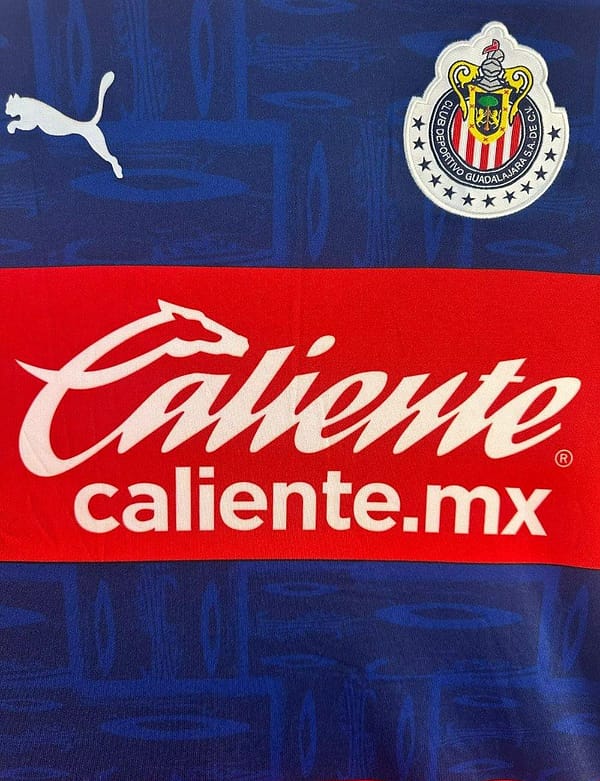 CLUB DEPORTIVO GUADALAJARA S.A. DE C.V.
Caliente®
caliente.mx